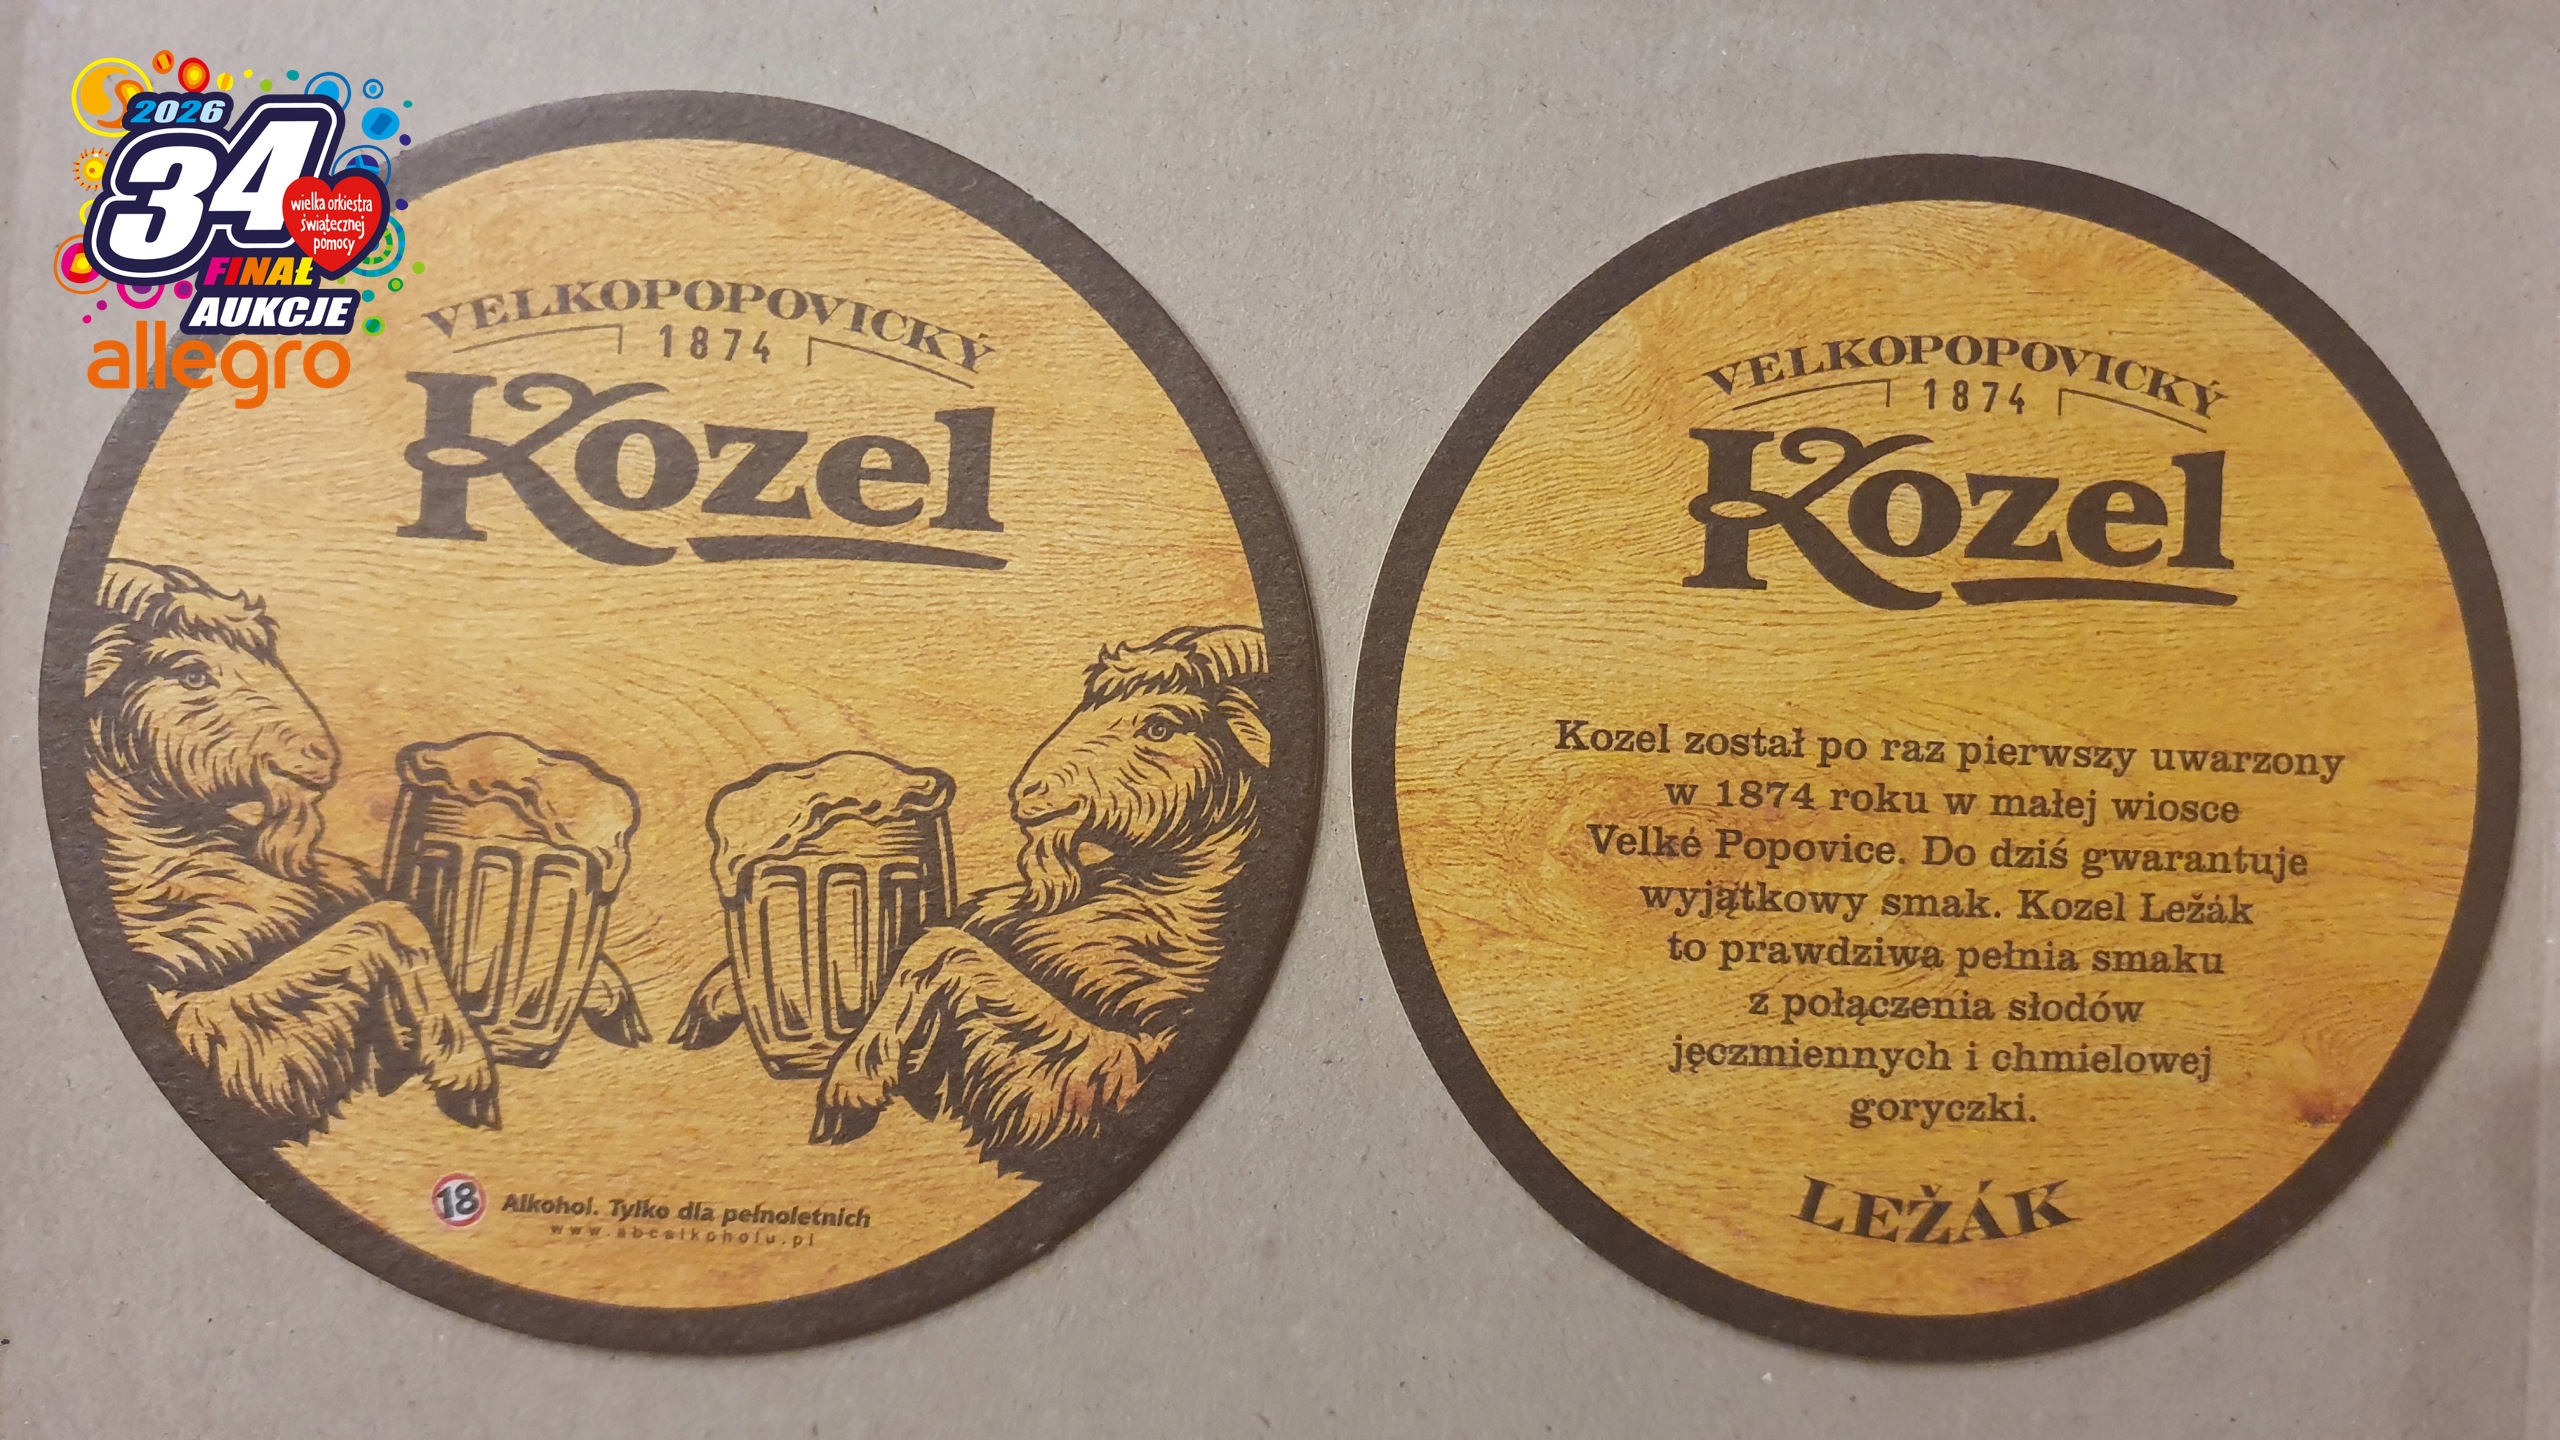 2026
34
wielka orkiestra
świątecznej
pomocy
FINAŁ
AUKCJE
allegro
VELKOPOPOVICKÝ
1874
Kozel
18 Alkohol. Tylko dla pełnoletnich
www.abcalkoholu.pl
VELKOPOPOVICKÝ
1874
Kozel
Kozel został po raz pierwszy uwarzony
w 1874 roku w małej wiosce
Velké Popovice. Do dziś gwarantuje
wyjątkowy smak. Kozel Ležák
to prawdziwa pełnia smaku
z połączenia słodów
jęczmiennych i chmielowej
goryczki.
LEŽÁK